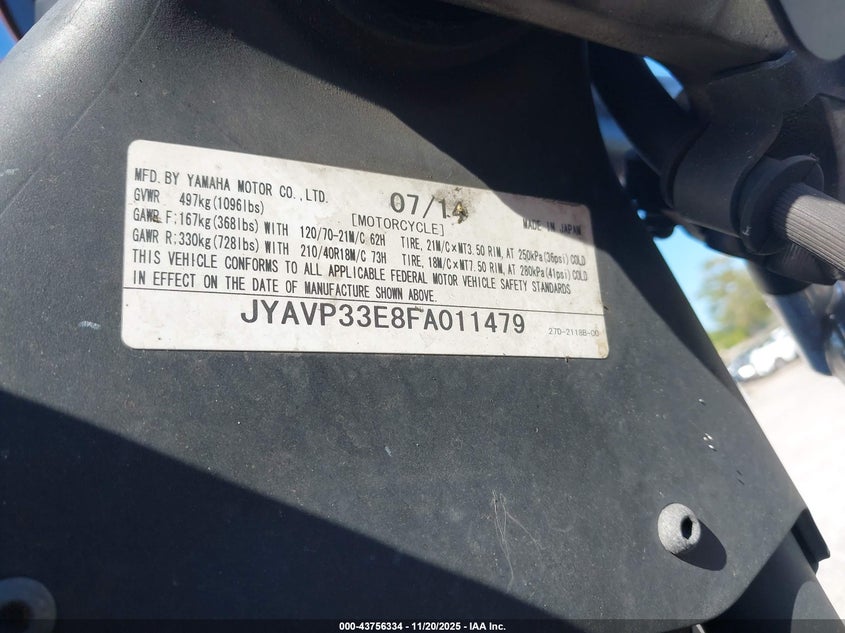 MFD. BY YAMAHA MOTOR CO.,LTD. 07/14
GVWR 497kg(1096lbs) [MOTORCYCLE] MADE IN JAPAN
GAWR F:167kg(368lbs) WITH 120/70-21M/C 62H TIRE, 21M/C×MT3.50 RIM, AT 250kPa(36psi) COLD
GAWR R:330kg(728lbs) WITH 210/40R18M/C 73H TIRE, 18M/C×MT7.50 RIM, AT 280kPa(41psi) COLD
THIS VEHICLE CONFORMS TO ALL APPLICABLE FEDERAL MOTOR VEHICLE SAFETY STANDARDS
IN EFFECT ON THE DATE OF MANUFACTURE SHOWN ABOVE.
JYAVP33E8FA011479
27D-2118B-00
000-43756334 | 11/20/2025 - IAA Inc.